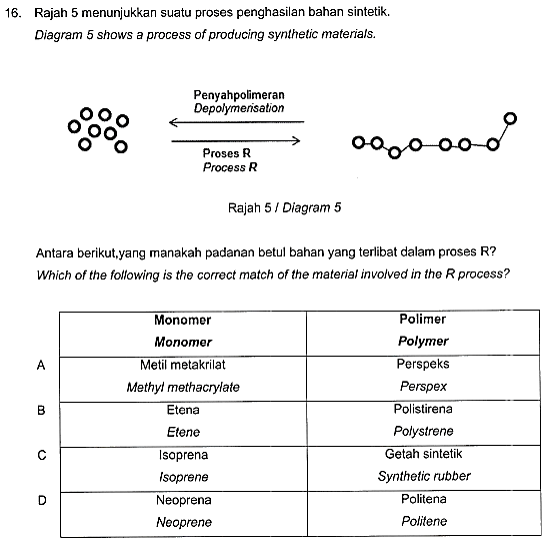 16. Rajah 5 menunjukkan suatu proses penghasilan bahan sintetik.
Diagram 5 shows a process of producing synthetic materials.
Penyahpolimeran
Depolymerisation
Proses R
Process R
Rajah 5 / Diagram 5
Antara berikut,yang manakah padanan betul bahan yang terlibat dalam proses R?
Which of the following is the correct match of the material involved in the R process?
Monomer Polimer
Monomer Polymer
A Metil metakrilat Perspeks
Methyl methacrylate Perspex
B Etena Polistirena
Etene Polystrene
C Isoprena Getah sintetik
Isoprene Synthetic rubber
D Neoprena Politena
Neoprene Politene